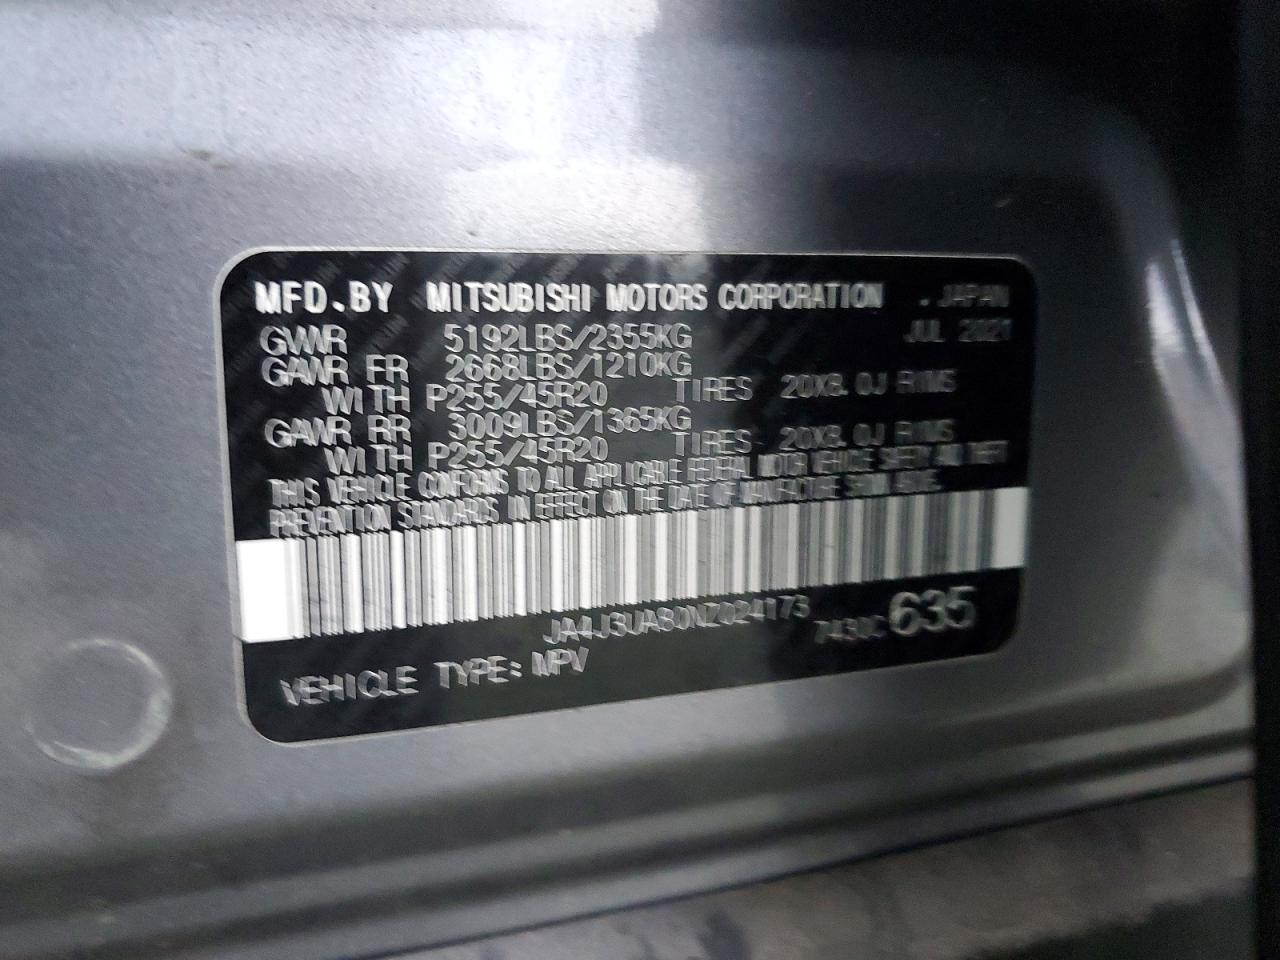 MFD.BY MITSUBISHI MOTORS CORPORATION . JAPAN
GVWR 5192LBS/2355KG JUL 2021
GAWR FR 2668LBS/1210KG
WITH P255/45R20 TIRES 20X8.0J RIMS
GAWR RR 3009LBS/1365KG
WITH P255/45R20 TIRES 20X8.0J RIMS
THIS VEHICLE CONFORMS TO ALL APPLICABLE FEDERAL MOTOR VEHICLE SAFETY AND THEFT
PREVENTION STANDARDS IN EFFECT ON THE DATE OF MANUFACTURE SHOWN ABOVE.
JA4J3UA80NZ024173 7430C 635
VEHICLE TYPE: MPV